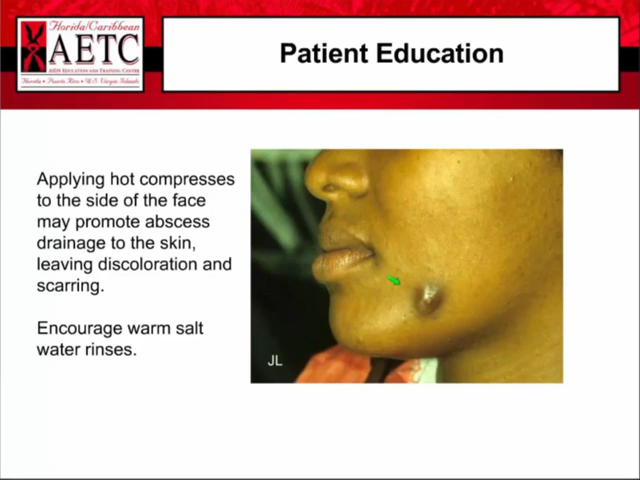 Florida/Caribbean
AETC
AIDS EDUCATION AND TRAINING CENTER
Florida • Puerto Rico • U.S. Virgin Islands
Patient Education
Applying hot compresses
to the side of the face
may promote abscess
drainage to the skin,
leaving discoloration and
scarring.
Encourage warm salt
water rinses.
JL